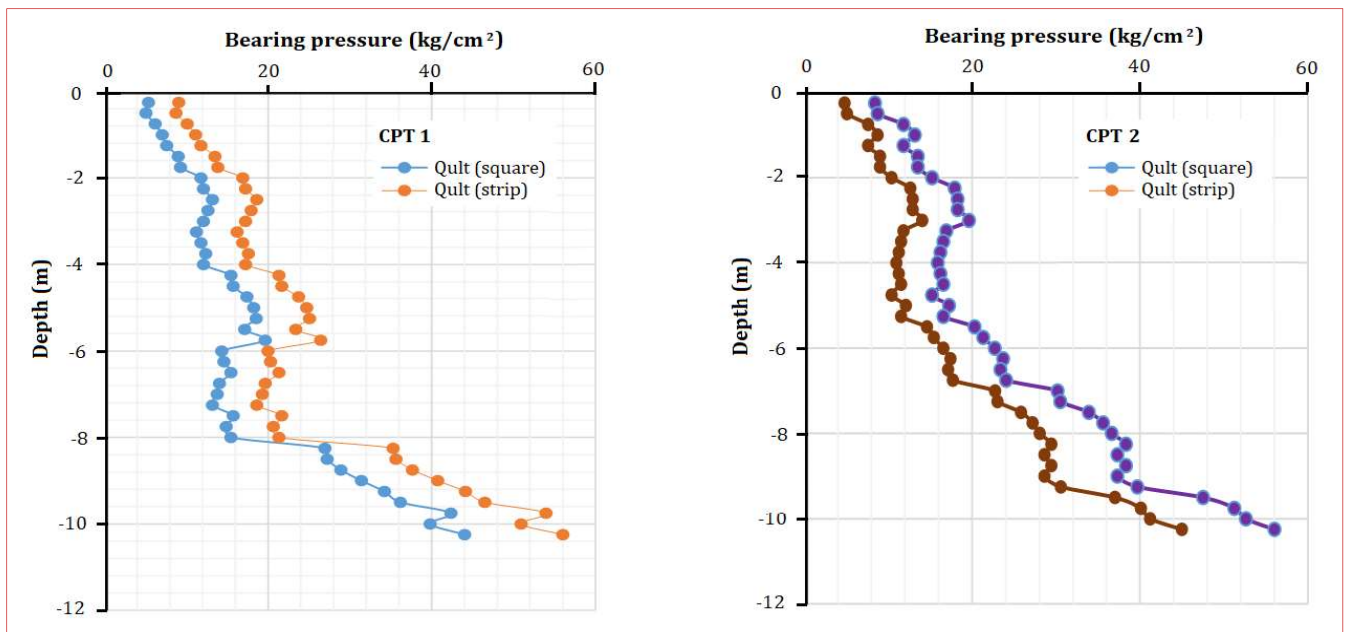 Bearing pressure (kg/cm²)
0 20 40 60
0
-2
-4
-6
-8
-10
-12
Depth (m)
CPT 1
Qult (square)
Qult (strip)
Bearing pressure (kg/cm²)
0 20 40 60
0
-2
-4
-6
-8
-10
-12
Depth (m)
CPT 2
Qult (square)
Qult (strip)